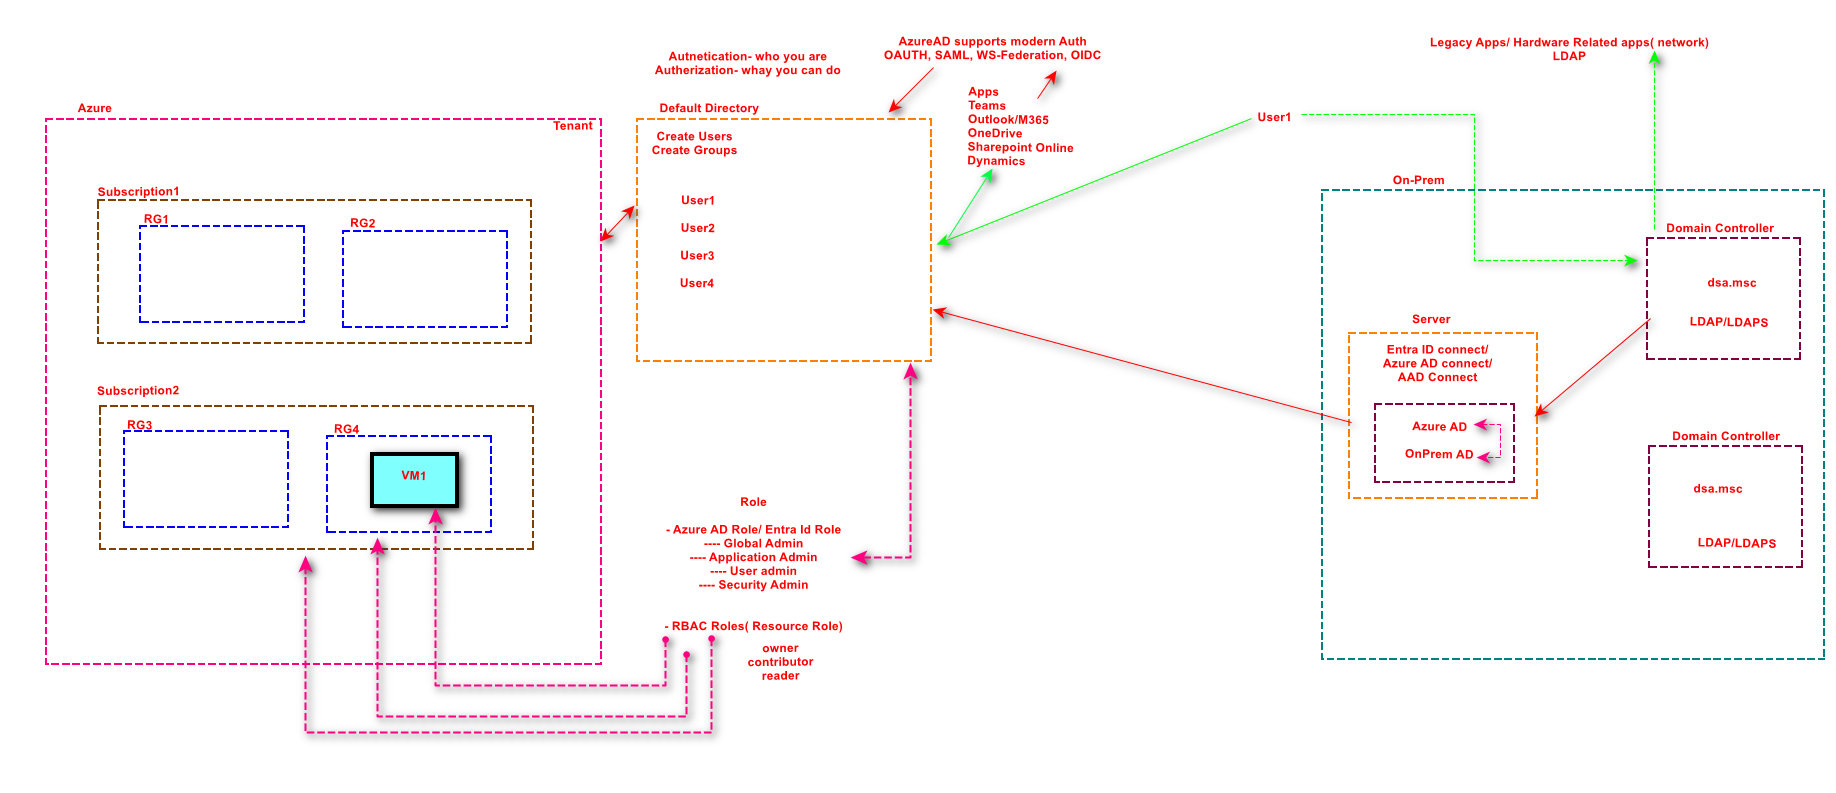 Autnetication- who you are
Autherization- whay you can do
AzureAD supports modern Auth
OAUTH, SAML, WS-Federation, OIDC
Legacy Apps/ Hardware Related apps( network)
LDAP
Azure
Tenant
Subscription1
RG1
RG2
Subscription2
RG3
RG4
VM1
Default Directory
Create Users
Create Groups
User1
User2
User3
User4
Apps
Teams
Outlook/M365
OneDrive
Sharepoint Online
Dynamics
User1
On-Prem
Domain Controller
dsa.msc
LDAP/LDAPS
Server
Entra ID connect/
Azure AD connect/
AAD Connect
Azure AD
OnPrem AD
Domain Controller
dsa.msc
LDAP/LDAPS
Role
- Azure AD Role/ Entra Id Role
---- Global Admin
---- Application Admin
---- User admin
---- Security Admin
- RBAC Roles( Resource Role)
owner
contributor
reader